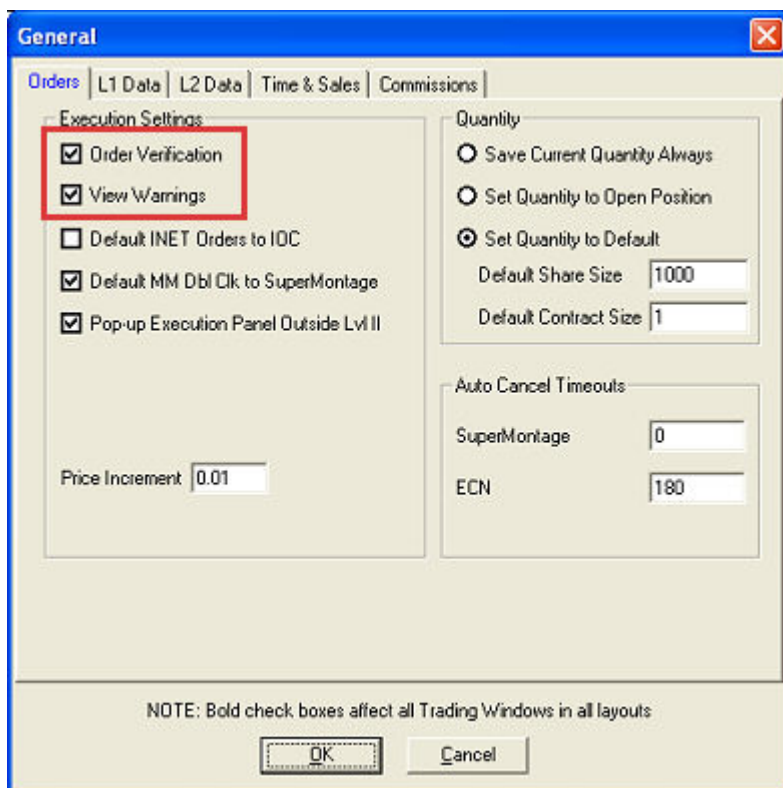 General
Orders L1 Data L2 Data Time & Sales Commissions
Execution Settings
Order Verification
View Warnings
Default INET Orders to IOC
Default MM Dbl Clk to SuperMontage
Pop-up Execution Panel Outside Lvl II
Price Increment 0.01
Quantity
Save Current Quantity Always
Set Quantity to Open Position
Set Quantity to Default
Default Share Size 1000
Default Contract Size 1
Auto Cancel Timeouts
SuperMontage 0
ECN 180
NOTE: Bold check boxes affect all Trading Windows in all layouts
OK Cancel